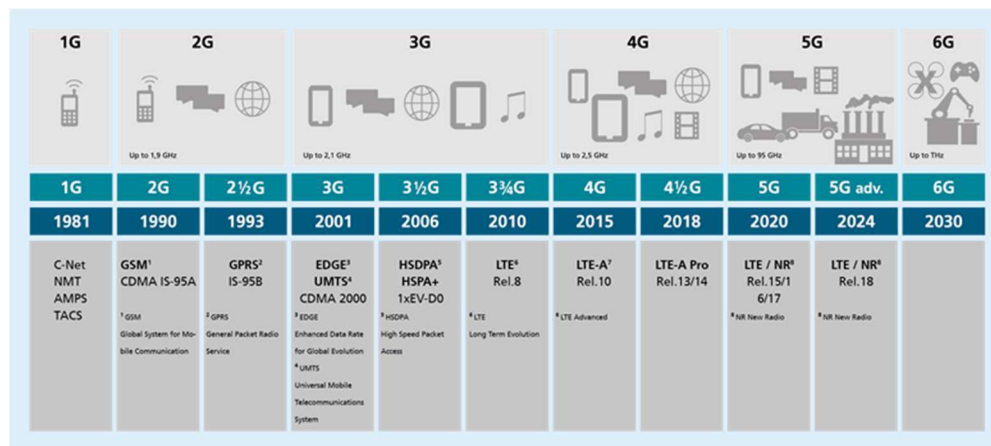 1G
2G
3G
4G
5G
6G
Up to 1,9 GHz
Up to 2,1 GHz
Up to 2,5 GHz
Up to 95 GHz
Up to THz
1G
2G
2½G
3G
3½G
3¾G
4G
4½G
5G
5G adv.
6G
1981
1990
1993
2001
2006
2010
2015
2018
2020
2024
2030
C-Net
NMT
AMPS
TACS
GSM¹
CDMA IS-95A
¹ GSM
Global System for Mo-
bile Communication
GPRS²
IS-95B
² GPRS
General Packet Radio
Service
EDGE³
UMTS⁴
CDMA 2000
³ EDGE
Enhanced Data Rate
for Global Evolution
⁴ UMTS
Universal Mobile
Telecommunications
System
HSDPA⁵
HSPA+
1xEV-D0
⁵ HSDPA
High Speed Packet
Access
LTE⁶
Rel.8
⁶ LTE
Long Term Evolution
LTE-A⁷
Rel.10
⁶ LTE Advanced
LTE-A Pro
Rel.13/14
LTE / NR⁸
Rel.15/1
6/17
⁸ NR New Radio
LTE / NR⁸
Rel.18
⁸ NR New Radio